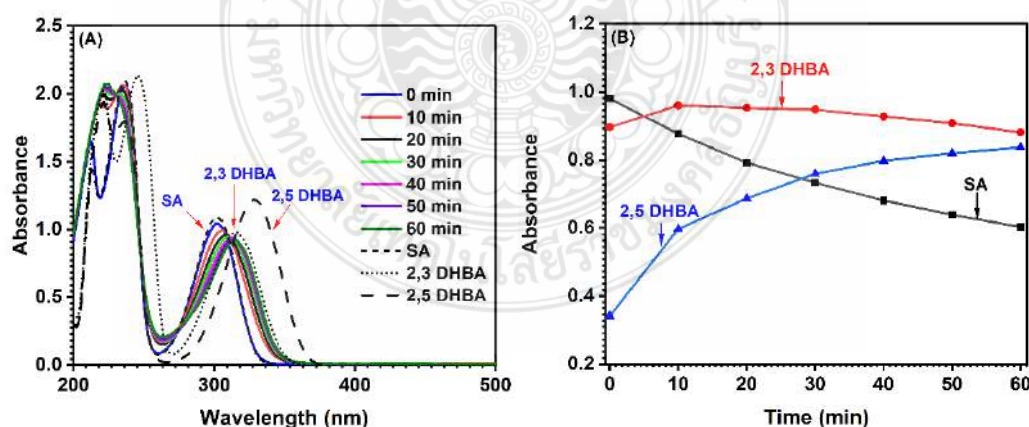 (A)
2.5
2.0
1.5
1.0
0.5
0.0
200
300
400
500
Absorbance
Wavelength (nm)
SA
2,3 DHBA
2,5 DHBA
0 min
10 min
20 min
30 min
40 min
50 min
60 min
SA
2,3 DHBA
2,5 DHBA
(B)
1.2
1.0
0.8
0.6
0.4
0.2
0
10
20
30
40
50
60
Absorbance
Time (min)
2,3 DHBA
2,5 DHBA
SA